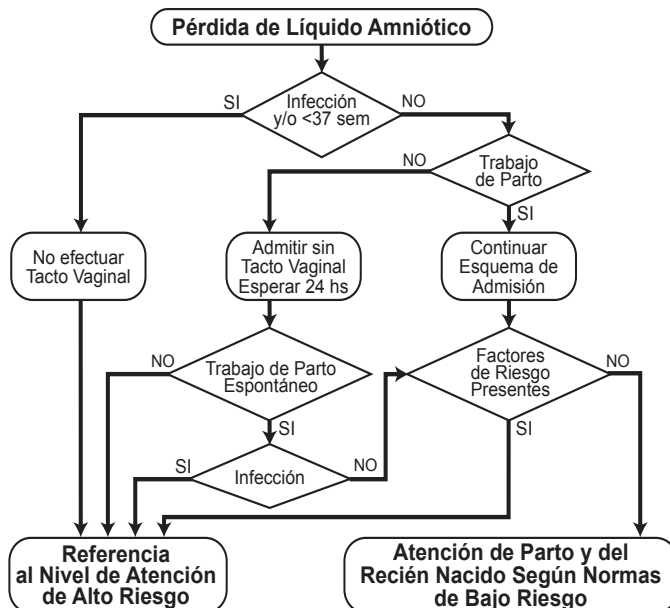 Pérdida de Líquido Amniótico
SI
Infección
y/o <37 sem
NO
NO
Trabajo
de Parto
SI
No efectuar
Tacto Vaginal
Admitir sin
Tacto Vaginal
Esperar 24 hs
Continuar
Esquema de
Admisión
NO
Trabajo de Parto
Espontáneo
SI
Factores
de Riesgo
Presentes
NO
SI
SI
Infección
NO
Referencia
al Nivel de Atención
de Alto Riesgo
Atención de Parto y del
Recién Nacido Según Normas
de Bajo Riesgo